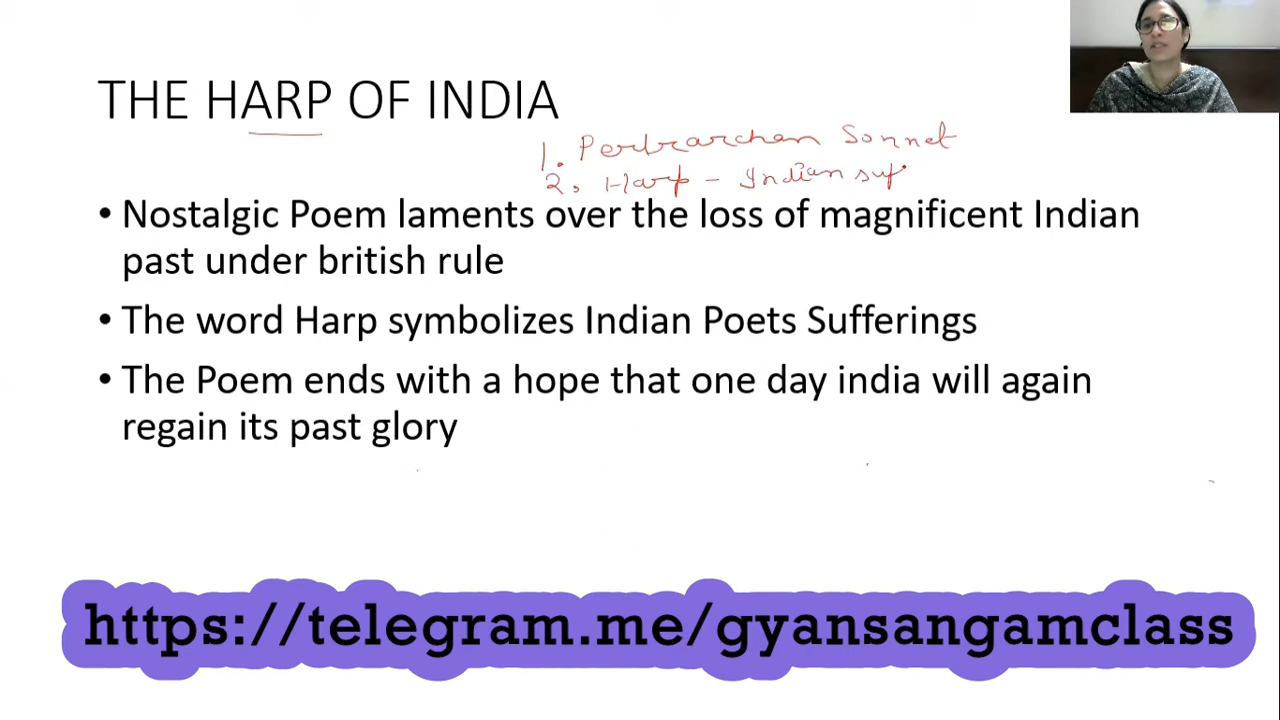 THE HARP OF INDIA
1. Pertrarchan Sonnet
2. Harp - Indian suf
• Nostalgic Poem laments over the loss of magnificent Indian
past under british rule
• The word Harp symbolizes Indian Poets Sufferings
• The Poem ends with a hope that one day india will again
regain its past glory
https://telegram.me/gyansangamclass